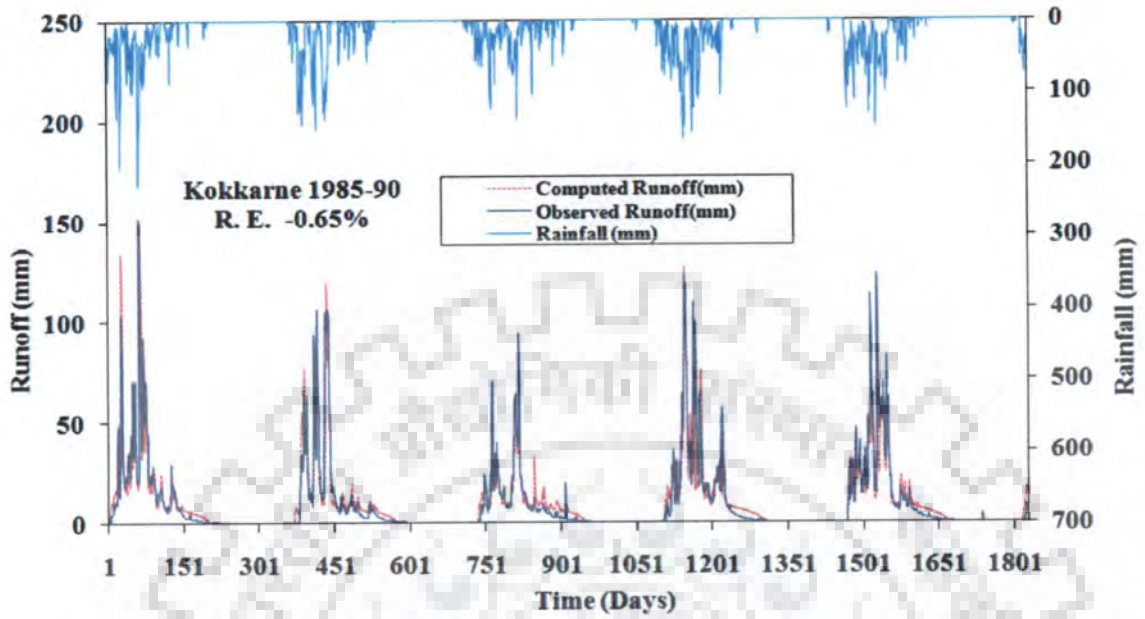 250
200
150
100
50
0
Runoff (mm)
0
100
200
300
400
500
600
700
Rainfall (mm)
Kokkarne 1985-90
R. E. -0.65%
Computed Runoff(mm)
Observed Runoff(mm)
Rainfall (mm)
1 151 301 451 601 751 901 1051 1201 1351 1501 1651 1801
Time (Days)